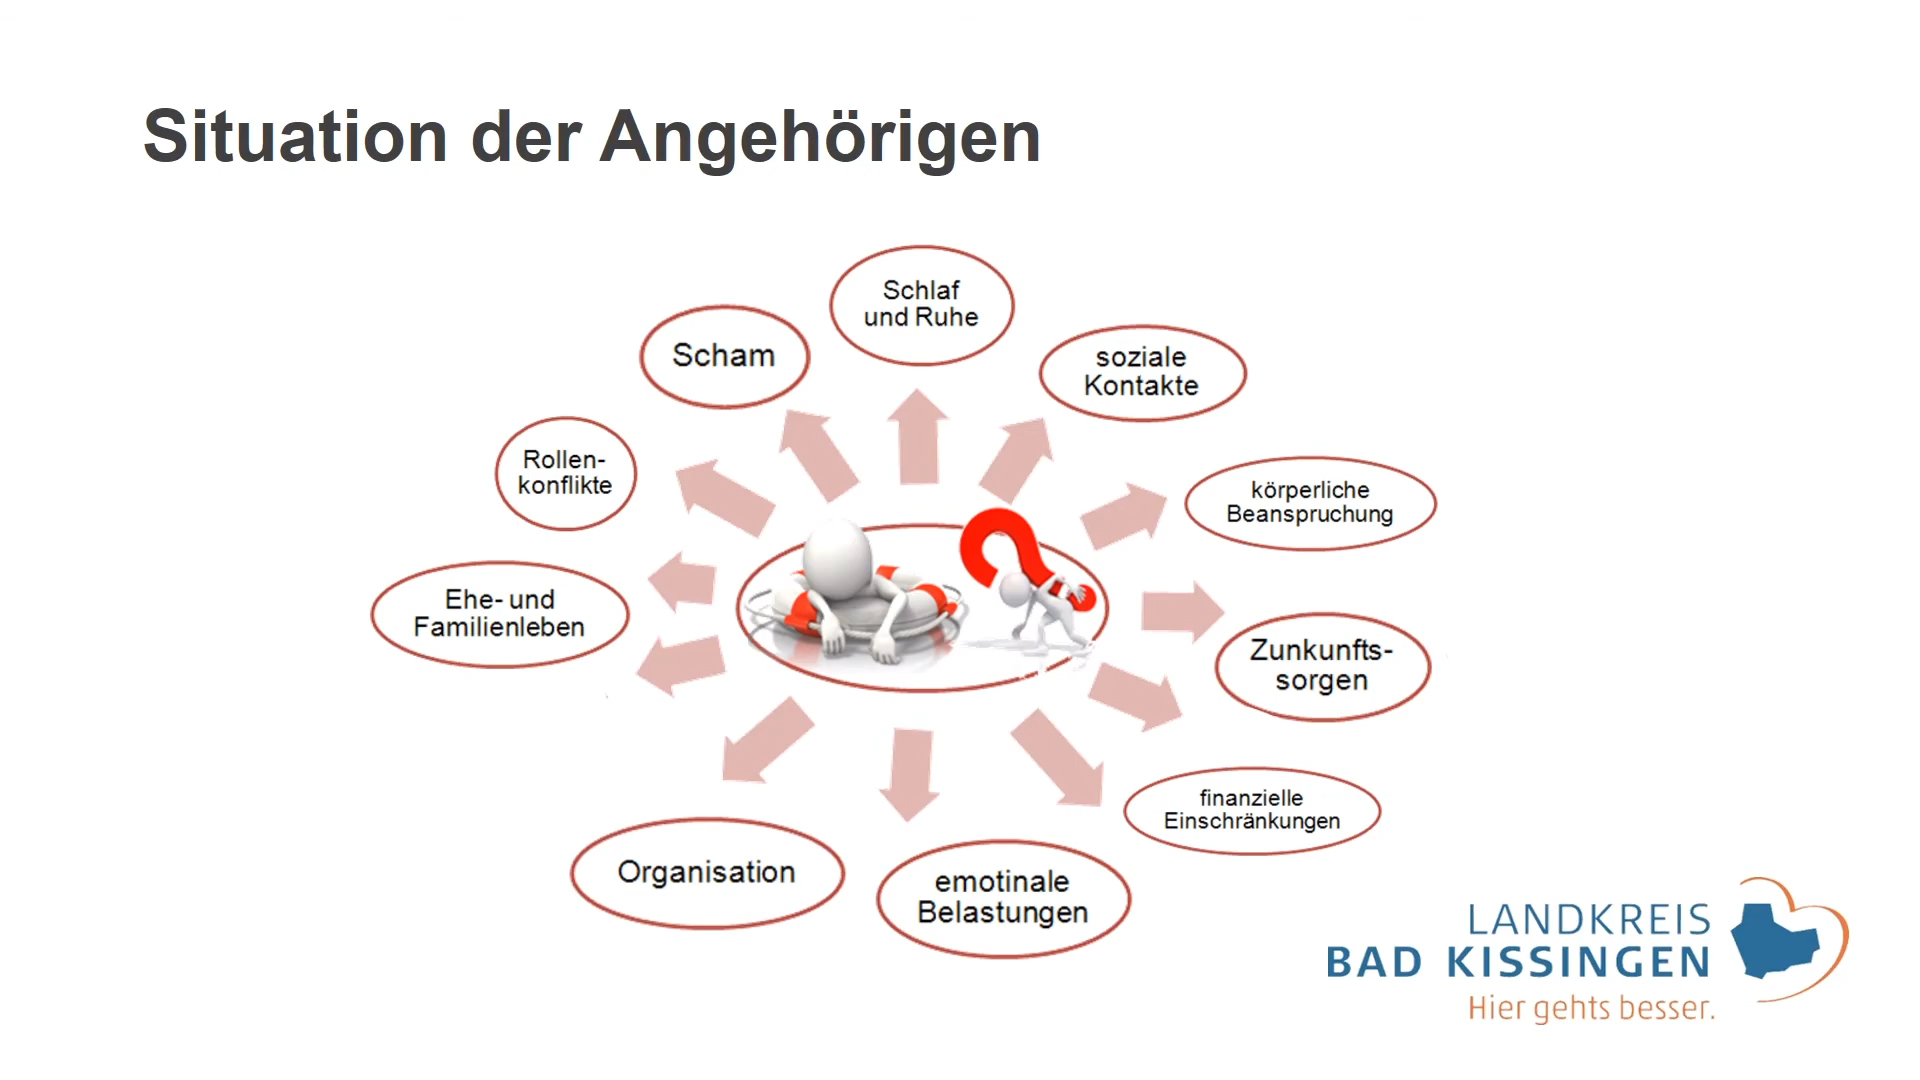 Situation der Angehörigen
Schlaf
und Ruhe
Scham
soziale
Kontakte
Rollen-
konflikte
körperliche
Beanspruchung
Ehe- und
Familienleben
Zunkunfts-
sorgen
finanzielle
Einschränkungen
Organisation
emotinale
Belastungen
LANDKREIS
BAD KISSINGEN
Hier gehts besser.